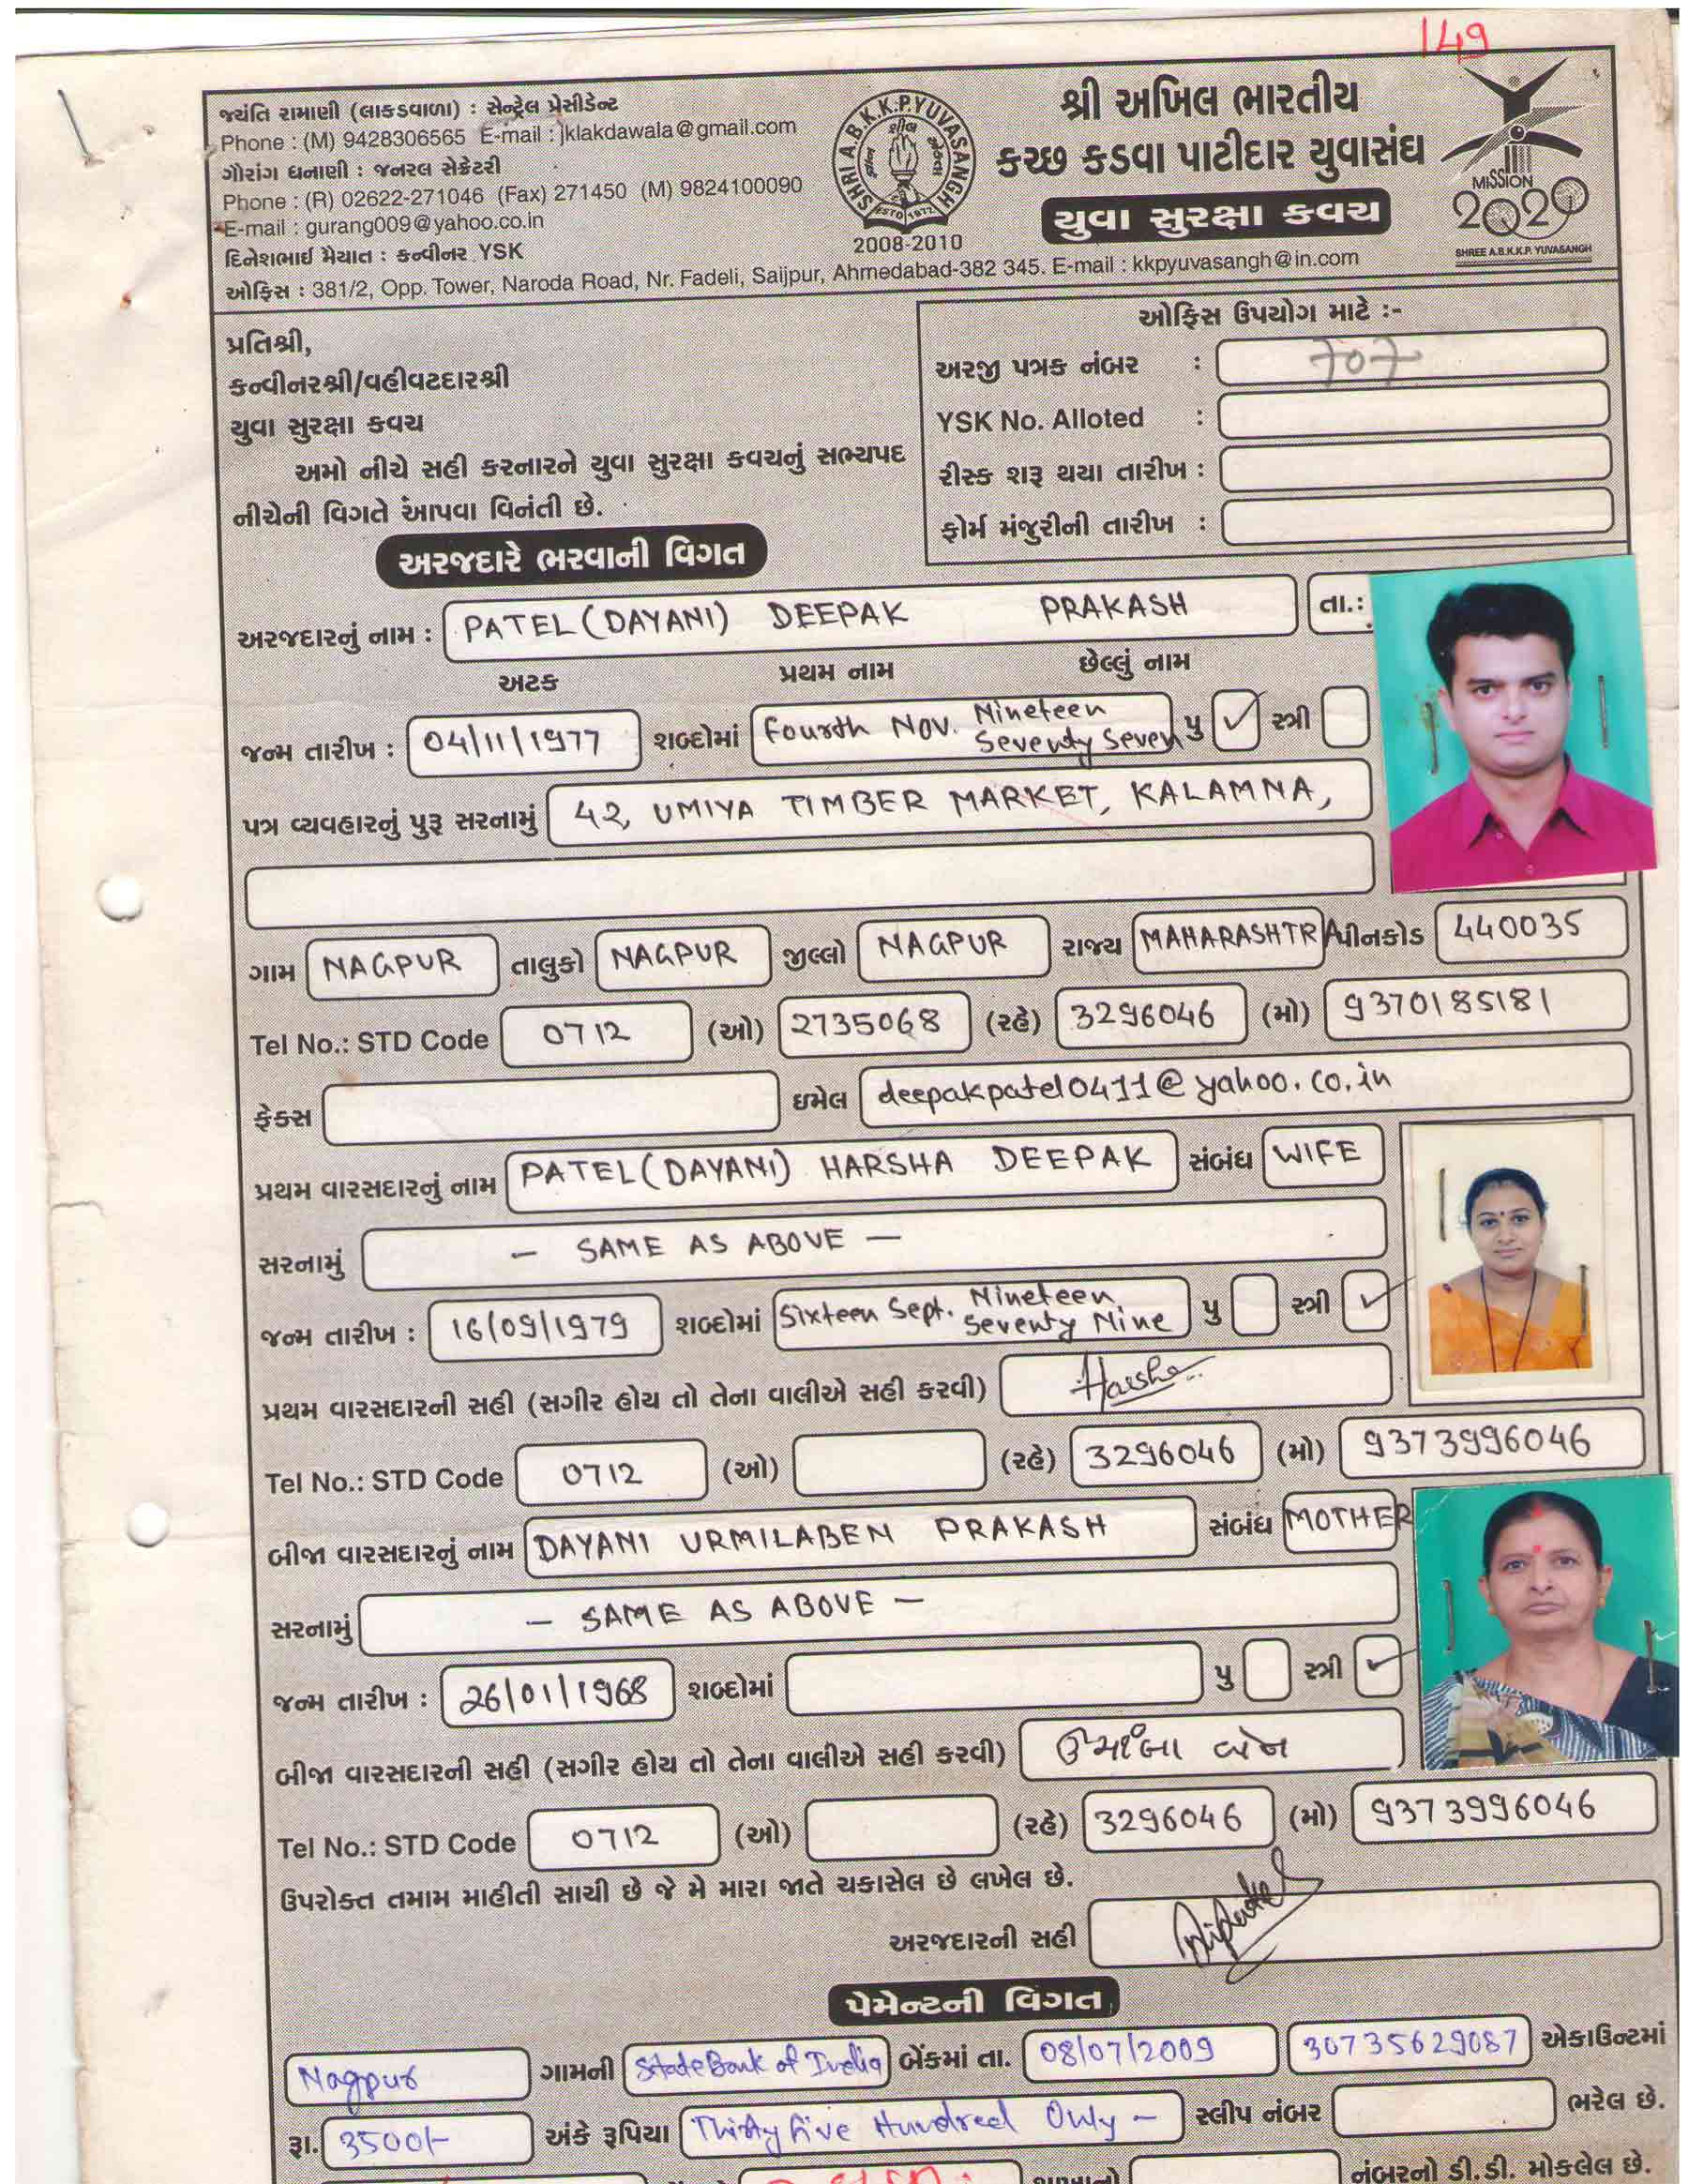 149
જ્યંતિ રામાણી (લાકડાવાળા) : સેન્ટ્રેલ પ્રેસીડેન્ટ
Phone : (M) 9428306565 E-mail : jklakdawala@gmail.com
ગૌરાંગ ધનાણી : જનરલ સેક્રેટરી
Phone : (R) 02622-271046 (Fax) 271450 (M) 9824100090
E-mail : gurang009@yahoo.co.in
દિનેશભાઈ મૈયાત : કન્વીનર YSK
SHRI A.B.K.K.P. YUVASANGH
ESTD 1977
2008-2010
શ્રી અખિલ ભારતીય
કચ્છ કડવા પાટીદાર યુવાસંઘ
યુવા સુરક્ષા કવચ
MISSION
2020
SHREE A.B.K.K.P. YUVASANGH
ઓફિસ : 381/2, Opp. Tower, Naroda Road, Nr. Fadeli, Saijpur, Ahmedabad-382 345. E-mail : kkpyuvasangh@in.com
પ્રતિશ્રી,
કન્વીનરશ્રી/વહીવટદારશ્રી
યુવા સુરક્ષા કવચ
અમો નીચે સહી કરનારને યુવા સુરક્ષા કવચનું સભ્યપદ
નીચેની વિગતે આપવા વિનંતી છે.
ઓફિસ ઉપયોગ માટે :-
અરજી પત્રક નંબર : 707
YSK No. Alloted :
રીસ્ક શરૂ થયા તારીખ :
ફોર્મ મંજુરીની તારીખ :
અરજદારે ભરવાની વિગત
અરજદારનું નામ : PATEL (DAYANI) DEEPAK PRAKASH તા.:
અટક પ્રથમ નામ છેલ્લું નામ
જન્મ તારીખ : 04/11/1977 શબ્દોમાં Fourth Nov. Nineteen Seventy Seven પુ ✓ સ્ત્રી
પત્ર વ્યવહારનું પુરૂ સરનામું 42, UMIYA TIMBER MARKET, KALAMNA,
ગામ NAGPUR તાલુકો NAGPUR જીલ્લો NAGPUR રાજ્ય MAHARASHTRA પીનકોડ 440035
Tel No.: STD Code 0712 (ઓ) 2735068 (રહે) 3296046 (મો) 9370185181
ફેક્સ ઇમેલ deepakpatel0411@yahoo.co.in
પ્રથમ વારસદારનું નામ PATEL (DAYANI) HARSHA DEEPAK સંબંધ WIFE
સરનામું — SAME AS ABOVE —
જન્મ તારીખ : 16/09/1979 શબ્દોમાં Sixteen Sept. Nineteen Seventy Nine પુ સ્ત્રી ✓
પ્રથમ વારસદારની સહી (સગીર હોય તો તેના વાલીએ સહી કરવી) Harsha
Tel No.: STD Code 0712 (ઓ) (રહે) 3296046 (મો) 9373996046
બીજા વારસદારનું નામ DAYANI URMILABEN PRAKASH સંબંધ MOTHER
સરનામું — SAME AS ABOVE —
જન્મ તારીખ : 26/01/1968 શબ્દોમાં પુ સ્ત્રી ✓
બીજા વારસદારની સહી (સગીર હોય તો તેના વાલીએ સહી કરવી)
Tel No.: STD Code 0712 (ઓ) (રહે) 3296046 (મો) 9373996046
ઉપરોક્ત તમામ માહીતી સાચી છે જે મે મારા જાતે ચકાસેલ છે લખેલ છે.
અરજદારની સહી
પેમેન્ટની વિગત
Nagpur ગામની State Bank of India બેંકમાં તા. 08/07/2009 30735629087 એકાઉન્ટમાં
રૂા. 3500/- અંકે રૂપિયા Thirty five Hundred Only — સ્લીપ નંબર ભરેલ છે.
નંબરનો ડી.ડી. મોકલેલ છે.